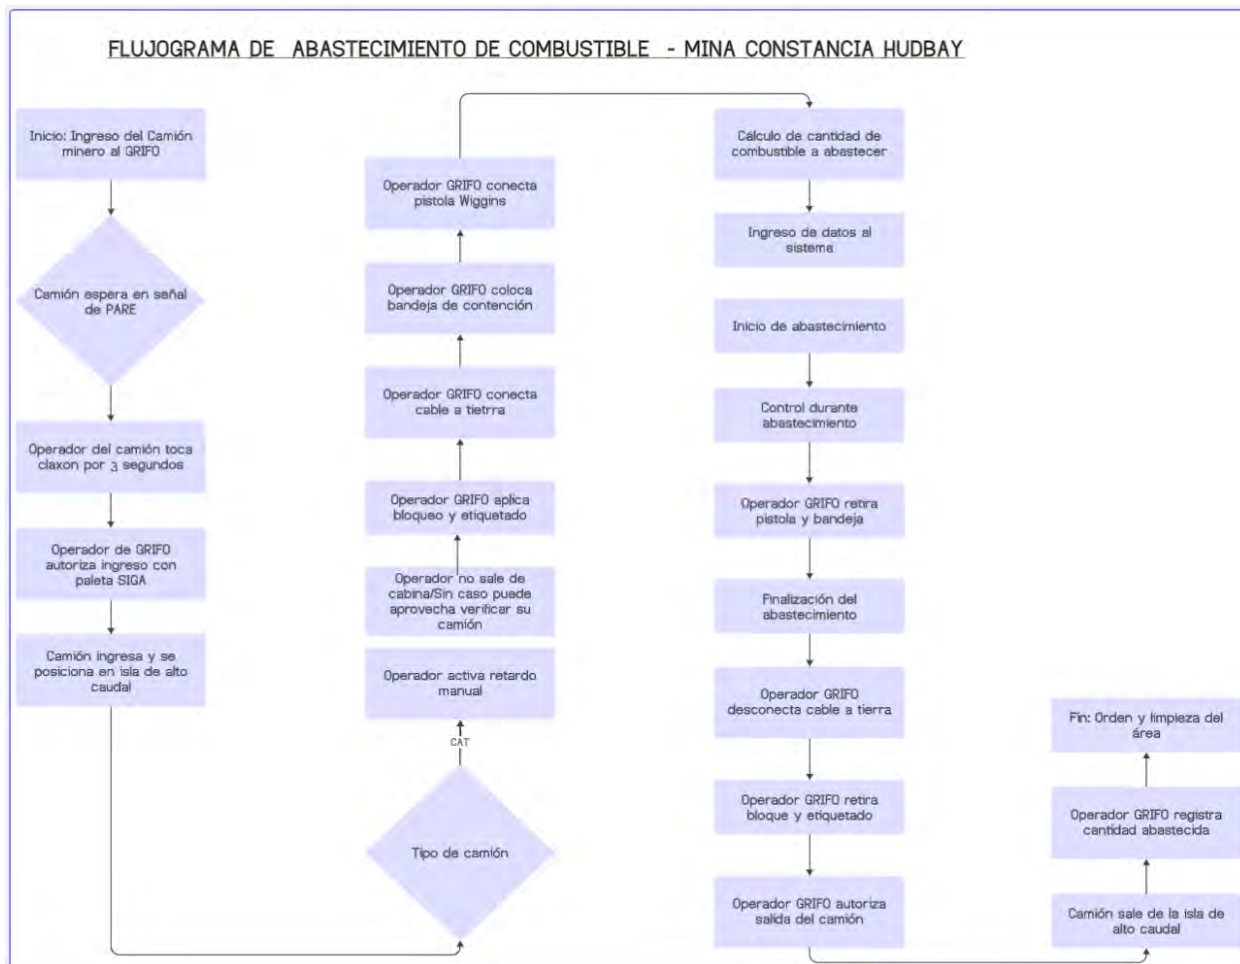 FLUJOGRAMA DE ABASTECIMIENTO DE COMBUSTIBLE - MINA CONSTANCIA HUDBAY
Inicio: Ingreso del Camión
minero al GRIFO
Camión espera en señal
de PARE
Operador del camión toca
claxon por 3 segundos
Operador de GRIFO
autoriza ingreso con
paleta SIGA
Camión ingresa y se
posiciona en isla de alto
caudal
Tipo de camión
CAT
Operador activa retardo
manual
Operador no sale de
cabina/Sin caso puede
aprovecha verificar su
camión
Operador GRIFO aplica
bloqueo y etiquetado
Operador GRIFO conecta
cable a tietrra
Operador GRIFO coloca
bandeja de contención
Operador GRIFO conecta
pistola Wiggins
Cálculo de cantidad de
combustible a abastecer
Ingreso de datos al
sistema
Inicio de abastecimiento
Control durante
abastecimiento
Operador GRIFO retira
pistola y bandeja
Finalización del
abastecimiento
Operador GRIFO
desconecta cable a tierra
Operador GRIFO retira
bloque y etiquetado
Operador GRIFO autoriza
salida del camión
Camión sale de la isla de
alto caudal
Operador GRIFO registra
cantidad abastecida
Fin: Orden y limpieza del
área